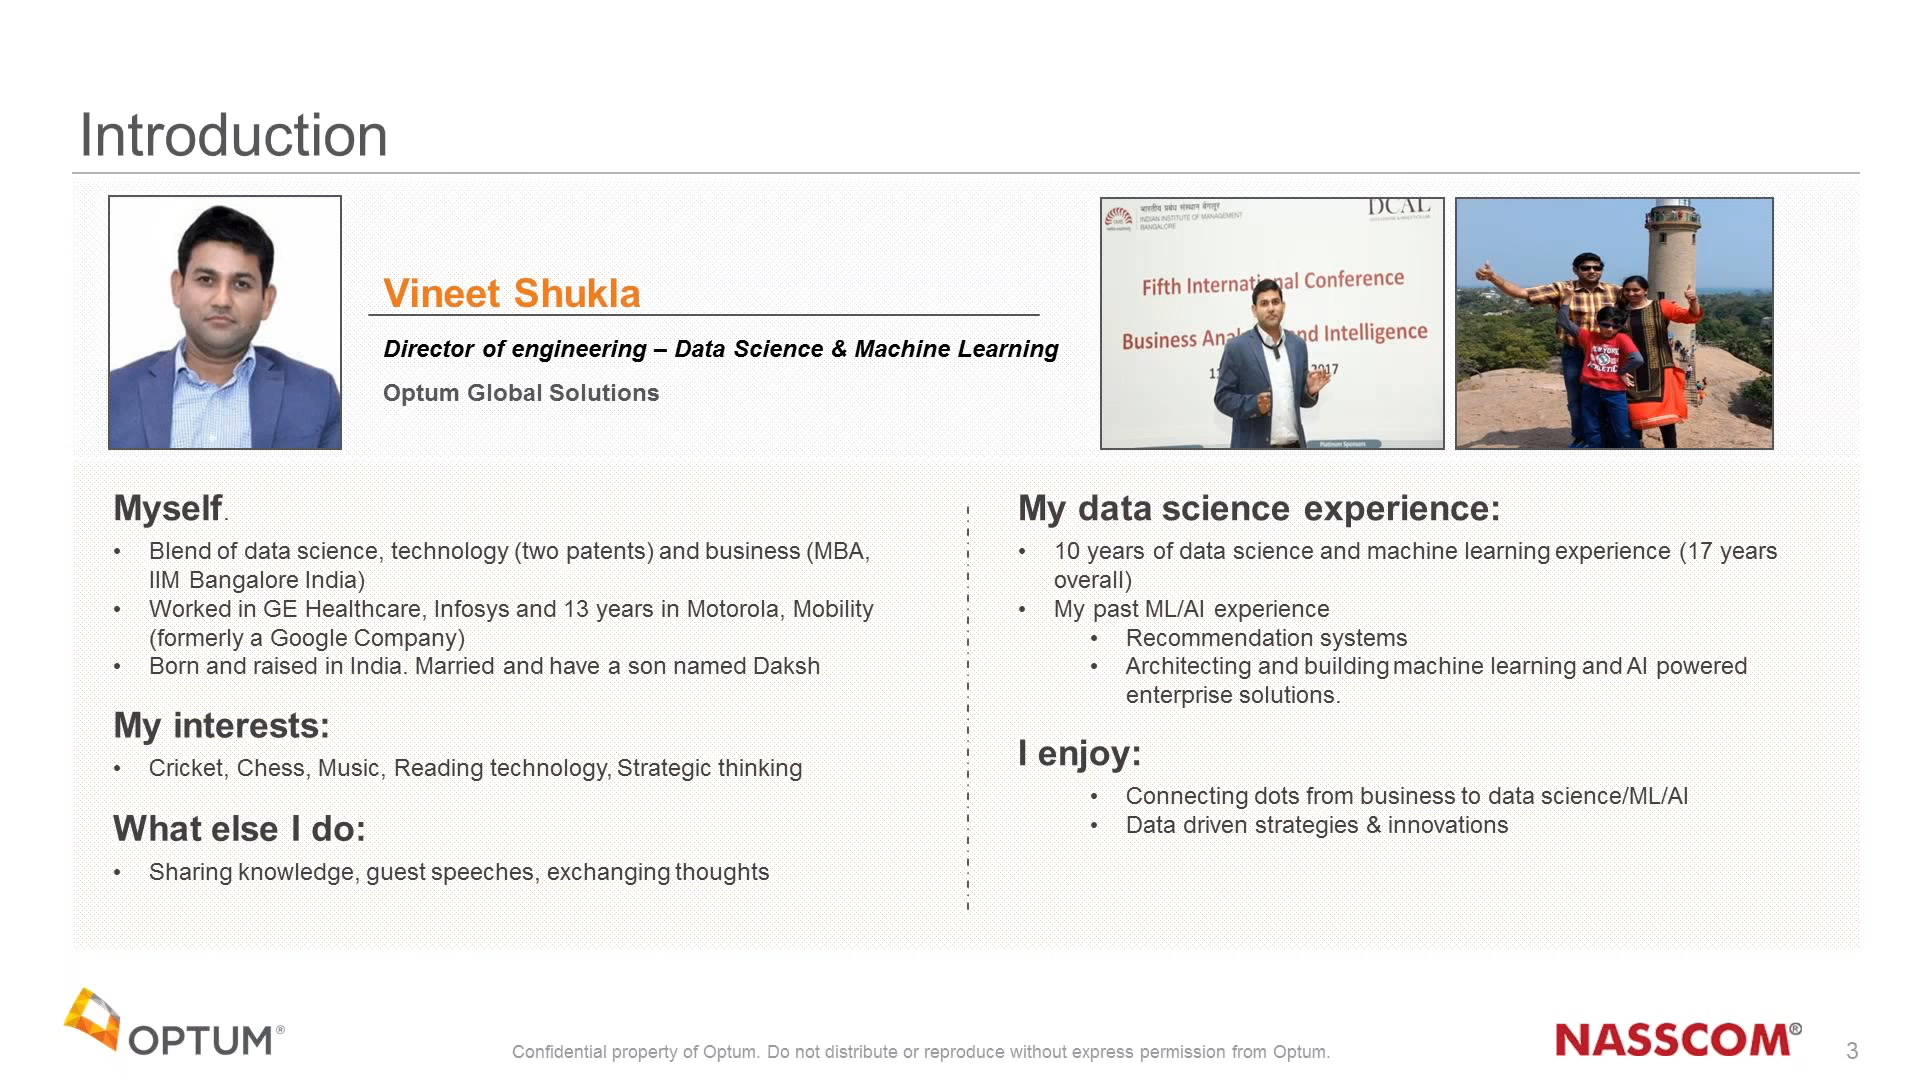 Introduction
Vineet Shukla
Director of engineering – Data Science & Machine Learning
Optum Global Solutions
भारतीय प्रबंध संस्थान बेंगलूर
INDIAN INSTITUTE OF MANAGEMENT
BANGALORE
DCAL
Fifth International Conference
Business Ana nd Intelligence
2017
Platinum Sponsors
NEW YORK
Myself.
• Blend of data science, technology (two patents) and business (MBA,
IIM Bangalore India)
• Worked in GE Healthcare, Infosys and 13 years in Motorola, Mobility
(formerly a Google Company)
• Born and raised in India. Married and have a son named Daksh
My interests:
• Cricket, Chess, Music, Reading technology, Strategic thinking
What else I do:
• Sharing knowledge, guest speeches, exchanging thoughts
My data science experience:
• 10 years of data science and machine learning experience (17 years
overall)
• My past ML/AI experience
• Recommendation systems
• Architecting and building machine learning and AI powered
enterprise solutions.
I enjoy:
• Connecting dots from business to data science/ML/AI
• Data driven strategies & innovations
OPTUM®
Confidential property of Optum. Do not distribute or reproduce without express permission from Optum.
NASSCOM®
3